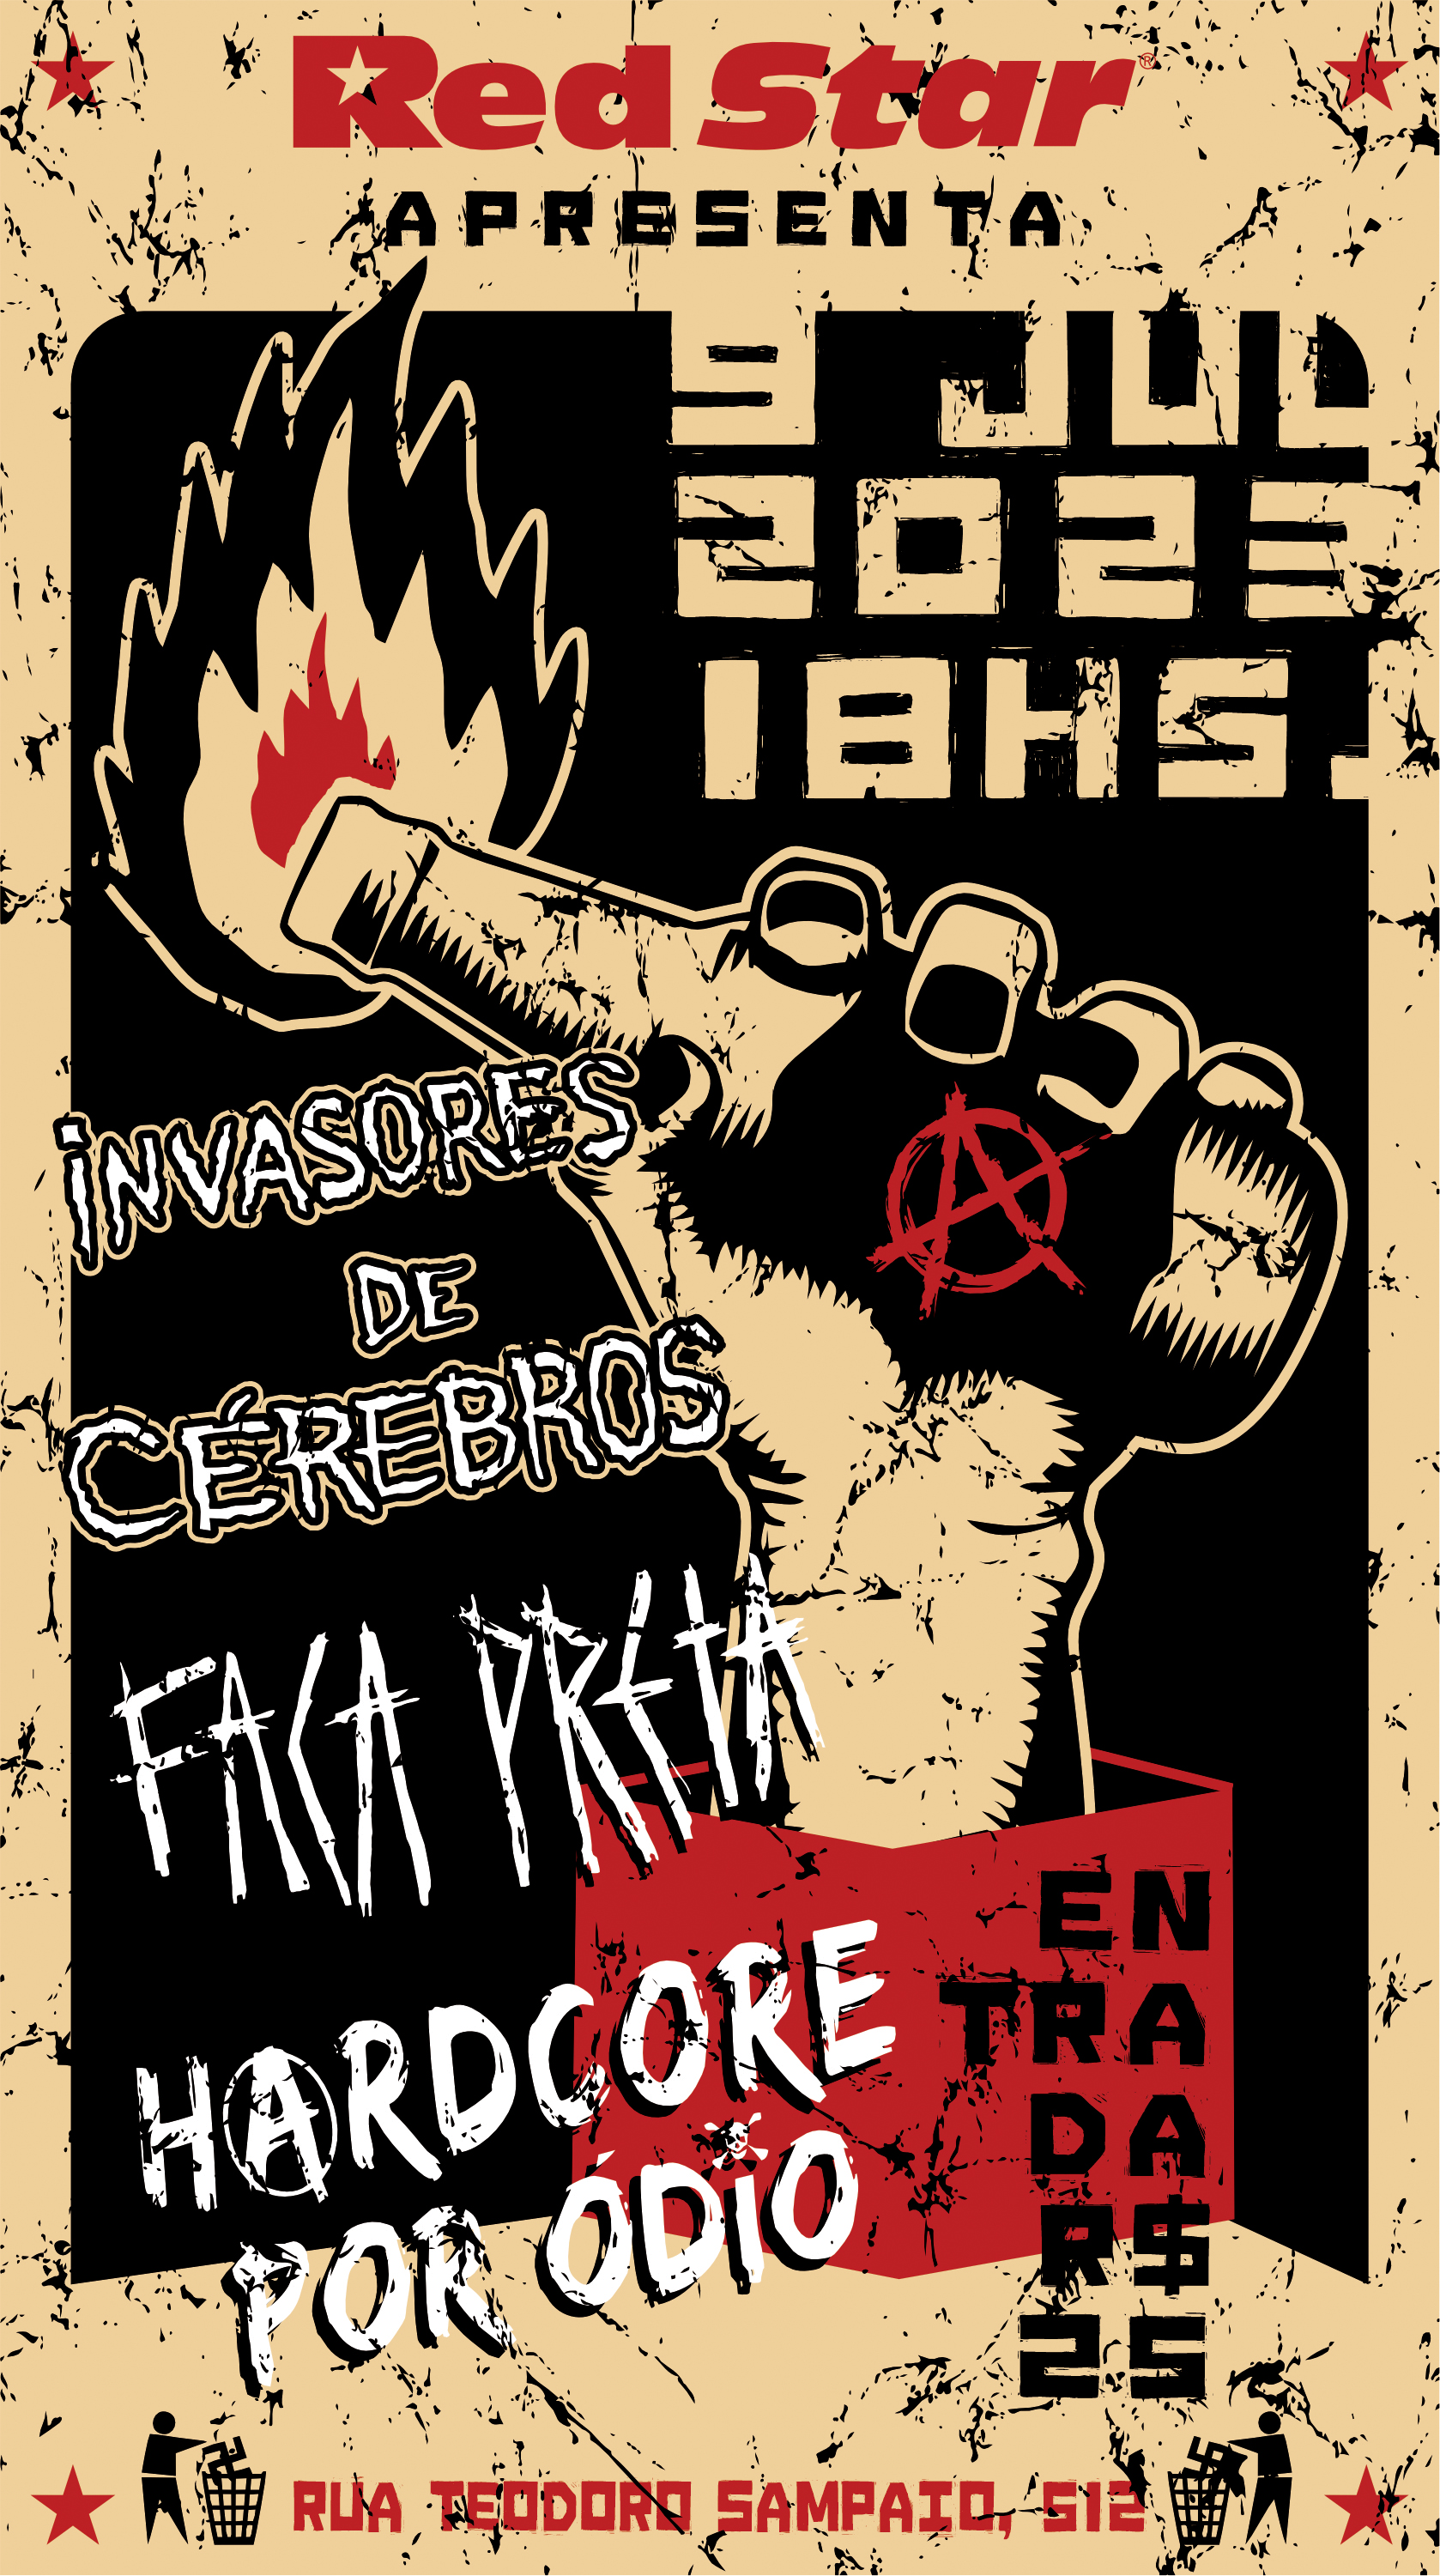 Red Star®
APRESENTA
9 JUL
2023
18HS.
iNVASORES
DE
CÉREBROS
FACA PRETA
HARDCORE
POR ÓDiO
EN
TRA
DA
R$
25
RUA TEODORO SAMPAIO, 512